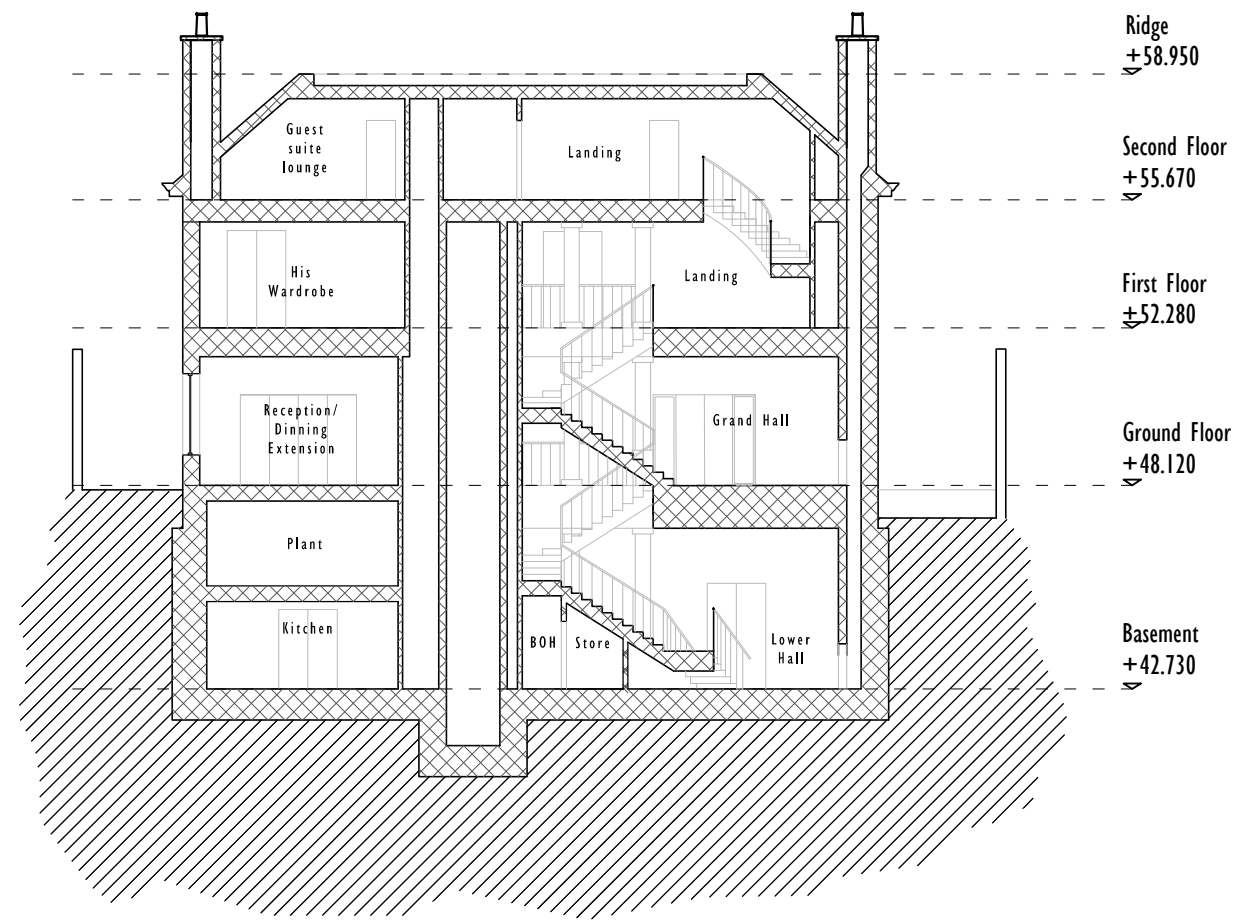 Ridge
+58.950
Guest
suite
lounge
Landing
Second Floor
+55.670
His
Wardrobe
Landing
First Floor
+52.280
Reception/
Dinning
Extension
Grand Hall
Ground Floor
+48.120
Plant
Kitchen
BOH
Store
Lower
Hall
Basement
+42.730